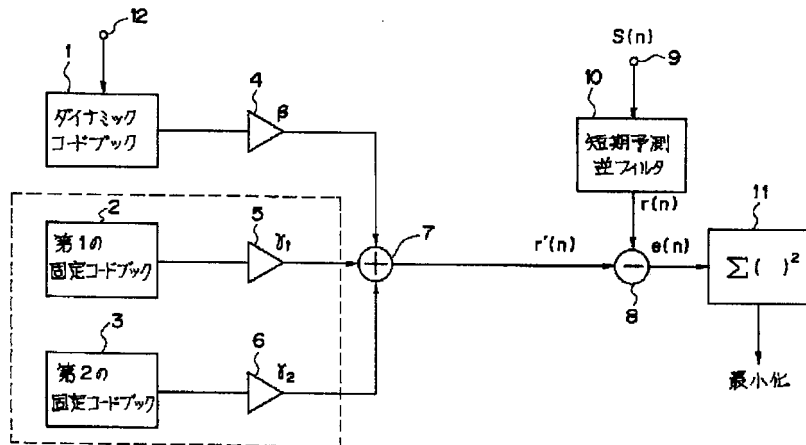 12
1
ダイナミック
コードブック
4
β
S(n)
9
10
短期予測
逆フィルタ
r(n)
2
第1の
固定コードブック
5
γ1
7
r'(n)
8
e(n)
11
Σ( )²
最小化
3
第2の
固定コードブック
6
γ2